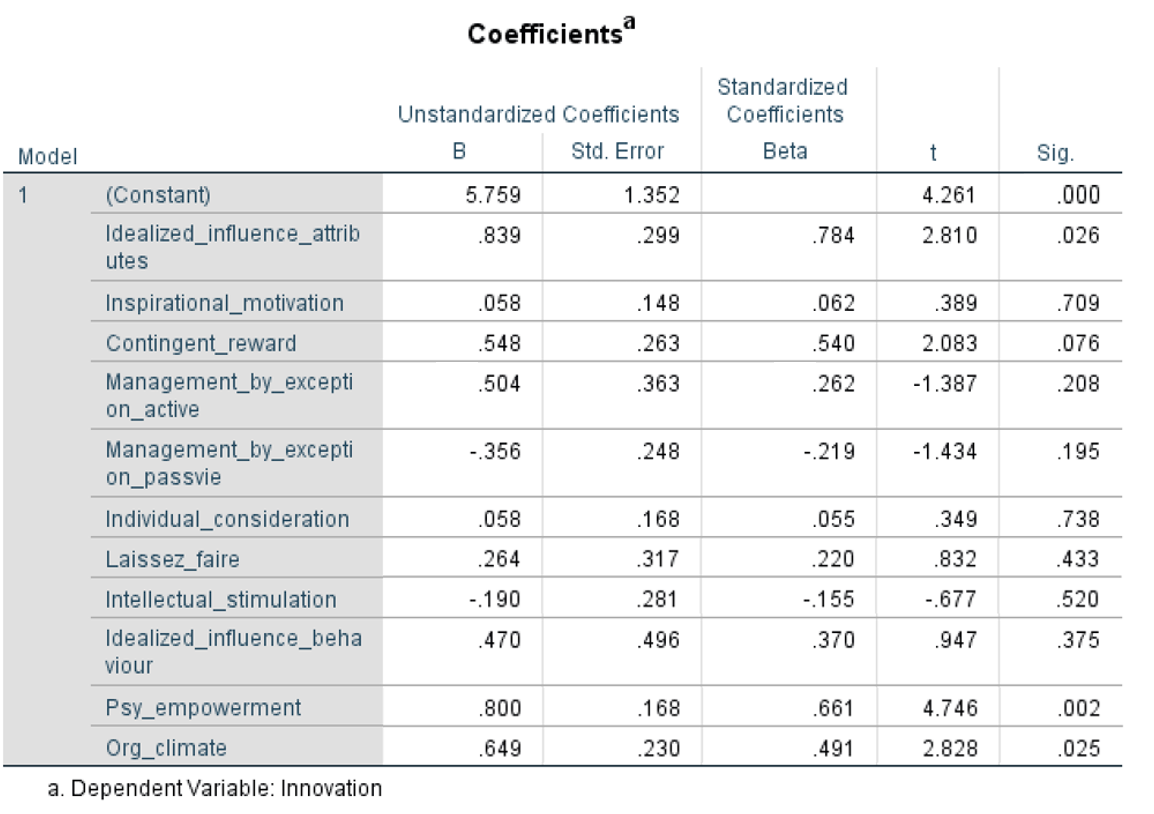 Coefficientsᵃ
Unstandardized Coefficients Standardized Coefficients
Model B Std. Error Beta t Sig.
1 (Constant) 5.759 1.352 4.261 .000
Idealized_influence_attrib
utes .839 .299 .784 2.810 .026
Inspirational_motivation .058 .148 .062 .389 .709
Contingent_reward .548 .263 .540 2.083 .076
Management_by_excepti
on_active .504 .363 .262 -1.387 .208
Management_by_excepti
on_passvie -.356 .248 -.219 -1.434 .195
Individual_consideration .058 .168 .055 .349 .738
Laissez_faire .264 .317 .220 .832 .433
Intellectual_stimulation -.190 .281 -.155 -.677 .520
Idealized_influence_beha
viour .470 .496 .370 .947 .375
Psy_empowerment .800 .168 .661 4.746 .002
Org_climate .649 .230 .491 2.828 .025
a. Dependent Variable: Innovation